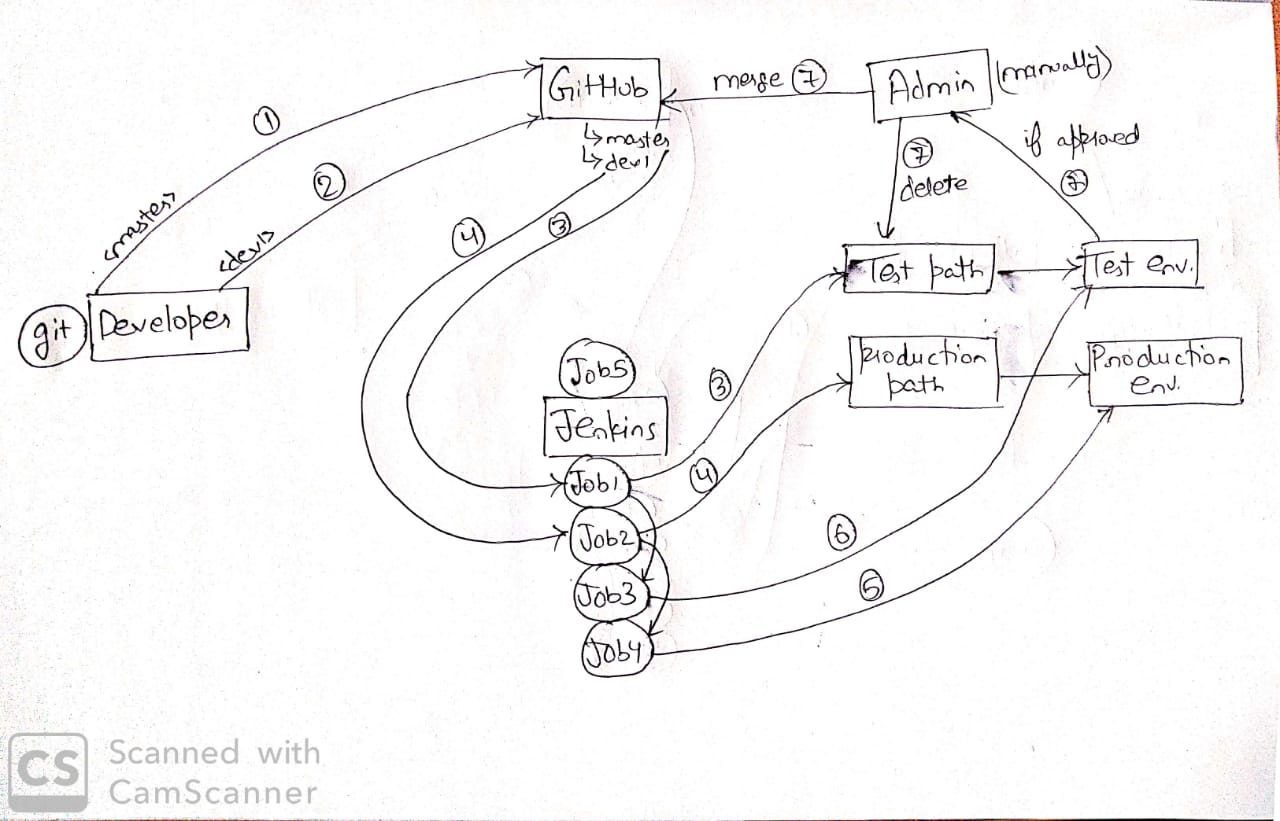 ①
GitHub
merge ⑦
Admin
(manually)
↳master
↳dev1
②
⑦
delete
if approved
⑦
<master>
<dev1>
④
③
git
Developer
Test path
Test env.
Job5
Jenkins
③
Production
path
Production
env.
④
Job1
Job2
Job3
Job4
⑥
⑤
CS
Scanned with
CamScanner